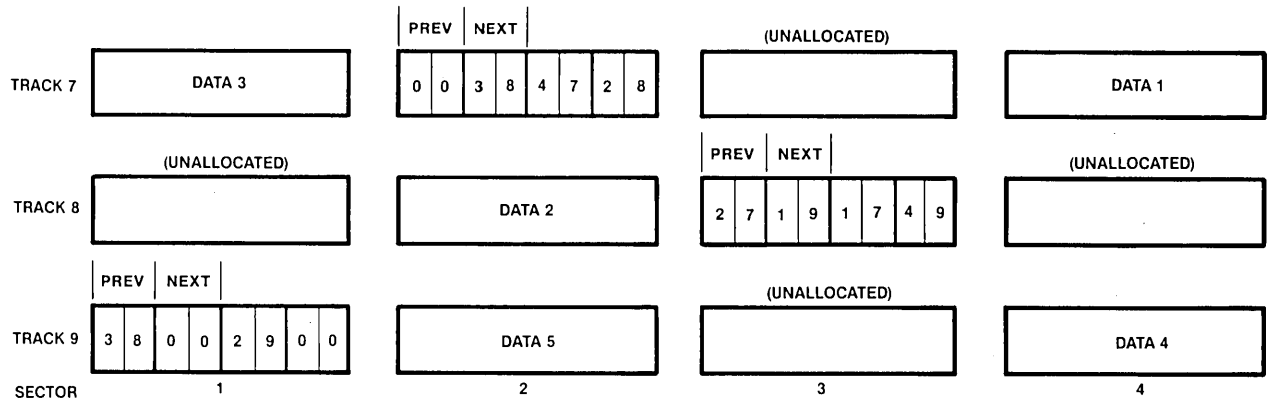 PREV NEXT
(UNALLOCATED)
TRACK 7 DATA 3 0 0 3 8 4 7 2 8 DATA 1
(UNALLOCATED) PREV NEXT (UNALLOCATED)
TRACK 8 DATA 2 2 7 1 9 1 7 4 9
PREV NEXT (UNALLOCATED)
TRACK 9 3 8 0 0 2 9 0 0 DATA 5 DATA 4
SECTOR 1 2 3 4